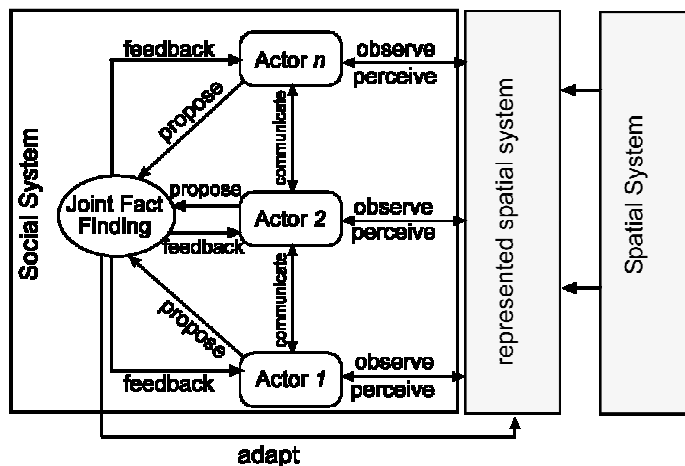 Social System
feedback
Actor n
observe
perceive
propose
communicate
Joint Fact
Finding
propose
feedback
Actor 2
observe
perceive
communicate
propose
feedback
Actor 1
observe
perceive
adapt
represented spatial system
Spatial System